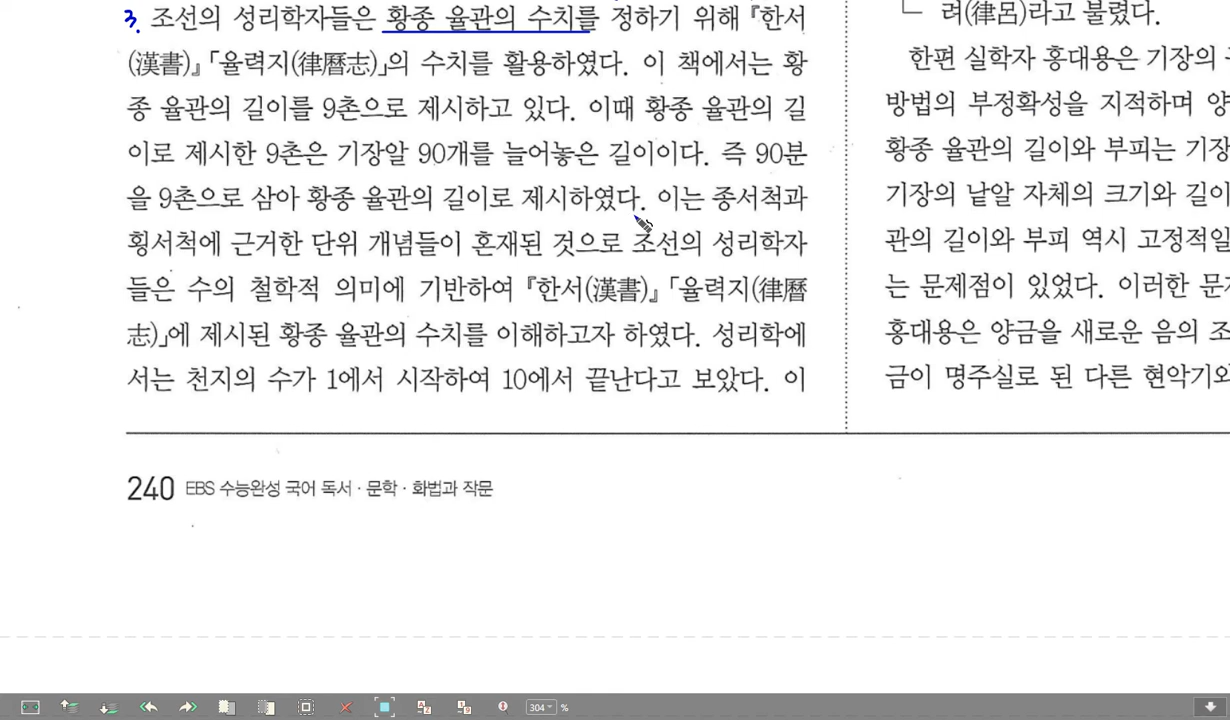 3. 조선의 성리학자들은 황종 율관의 수치를 정하기 위해 『한서
(漢書)』「율력지(律曆志)」의 수치를 활용하였다. 이 책에서는 황
종 율관의 길이를 9촌으로 제시하고 있다. 이때 황종 율관의 길
이로 제시한 9촌은 기장알 90개를 늘어놓은 길이이다. 즉 90분
을 9촌으로 삼아 황종 율관의 길이로 제시하였다. 이는 종서척과
횡서척에 근거한 단위 개념들이 혼재된 것으로 조선의 성리학자
들은 수의 철학적 의미에 기반하여 『한서(漢書)』「율력지(律曆
志)」에 제시된 황종 율관의 수치를 이해하고자 하였다. 성리학에
서는 천지의 수가 1에서 시작하여 10에서 끝난다고 보았다. 이
려(律呂)라고 불렸다.
한편 실학자 홍대용은 기장의
방법의 부정확성을 지적하며 양
황종 율관의 길이와 부피는 기장
기장의 낱알 자체의 크기와 길이
관의 길이와 부피 역시 고정적일
는 문제점이 있었다. 이러한 문
홍대용은 양금을 새로운 음의 조
금이 명주실로 된 다른 현악기와
240 EBS 수능완성 국어 독서 · 문학 · 화법과 작문
304 %